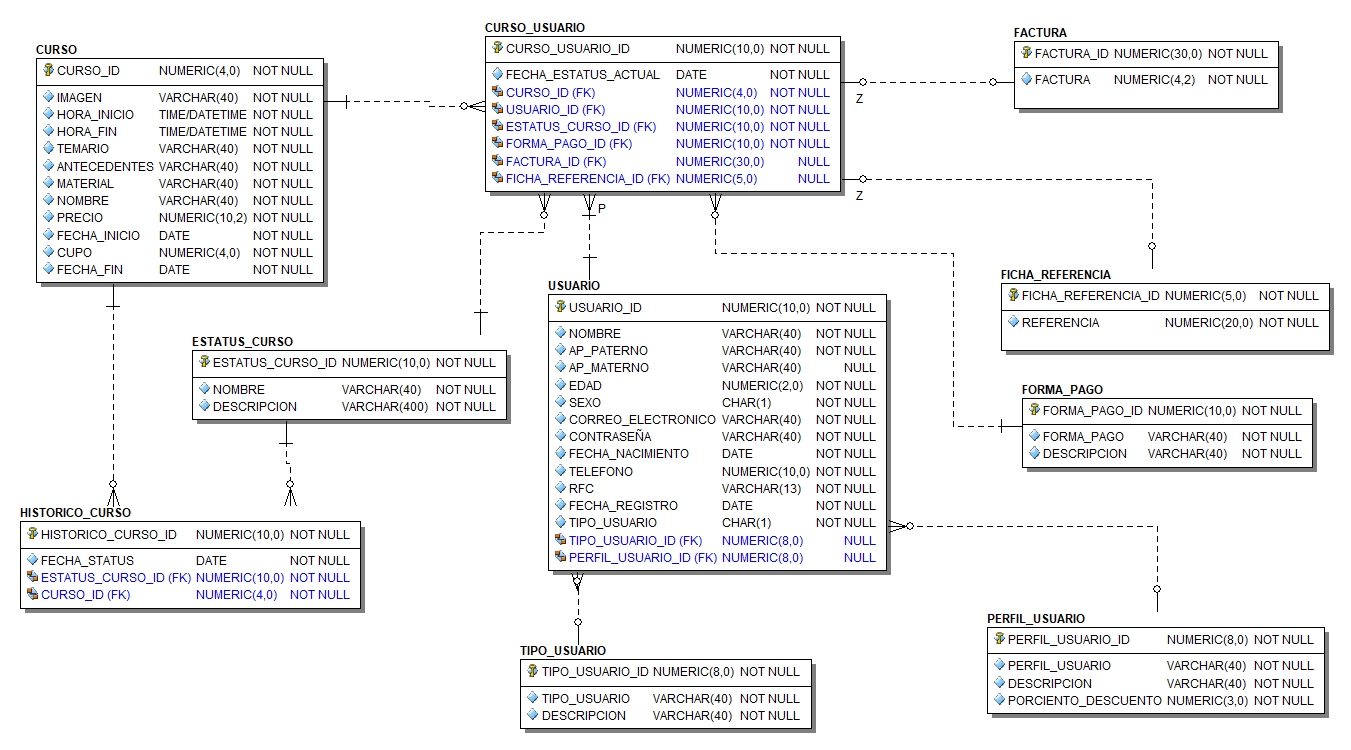 CURSO
CURSO_ID NUMERIC(4,0) NOT NULL
IMAGEN VARCHAR(40) NOT NULL
HORA_INICIO TIME/DATETIME NOT NULL
HORA_FIN TIME/DATETIME NOT NULL
TEMARIO VARCHAR(40) NOT NULL
ANTECEDENTES VARCHAR(40) NOT NULL
MATERIAL VARCHAR(40) NOT NULL
NOMBRE VARCHAR(40) NOT NULL
PRECIO NUMERIC(10,2) NOT NULL
FECHA_INICIO DATE NOT NULL
CUPO NUMERIC(4,0) NOT NULL
FECHA_FIN DATE NOT NULL
CURSO_USUARIO
CURSO_USUARIO_ID NUMERIC(10,0) NOT NULL
FECHA_ESTATUS_ACTUAL DATE NOT NULL
CURSO_ID (FK) NUMERIC(4,0) NOT NULL
USUARIO_ID (FK) NUMERIC(10,0) NOT NULL
ESTATUS_CURSO_ID (FK) NUMERIC(10,0) NOT NULL
FORMA_PAGO_ID (FK) NUMERIC(10,0) NOT NULL
FACTURA_ID (FK) NUMERIC(30,0) NULL
FICHA_REFERENCIA_ID (FK) NUMERIC(5,0) NULL
Z
Z
P
FACTURA
FACTURA_ID NUMERIC(30,0) NOT NULL
FACTURA NUMERIC(4,2) NOT NULL
FICHA_REFERENCIA
FICHA_REFERENCIA_ID NUMERIC(5,0) NOT NULL
REFERENCIA NUMERIC(20,0) NOT NULL
ESTATUS_CURSO
ESTATUS_CURSO_ID NUMERIC(10,0) NOT NULL
NOMBRE VARCHAR(40) NOT NULL
DESCRIPCION VARCHAR(400) NOT NULL
USUARIO
USUARIO_ID NUMERIC(10,0) NOT NULL
NOMBRE VARCHAR(40) NOT NULL
AP_PATERNO VARCHAR(40) NOT NULL
AP_MATERNO VARCHAR(40) NULL
EDAD NUMERIC(2,0) NOT NULL
SEXO CHAR(1) NOT NULL
CORREO_ELECTRONICO VARCHAR(40) NOT NULL
CONTRASEÑA VARCHAR(40) NOT NULL
FECHA_NACIMIENTO DATE NOT NULL
TELEFONO NUMERIC(10,0) NOT NULL
RFC VARCHAR(13) NOT NULL
FECHA_REGISTRO DATE NOT NULL
TIPO_USUARIO CHAR(1) NOT NULL
TIPO_USUARIO_ID (FK) NUMERIC(8,0) NULL
PERFIL_USUARIO_ID (FK) NUMERIC(8,0) NULL
FORMA_PAGO
FORMA_PAGO_ID NUMERIC(10,0) NOT NULL
FORMA_PAGO VARCHAR(40) NOT NULL
DESCRIPCION VARCHAR(40) NOT NULL
HISTORICO_CURSO
HISTORICO_CURSO_ID NUMERIC(10,0) NOT NULL
FECHA_STATUS DATE NOT NULL
ESTATUS_CURSO_ID (FK) NUMERIC(10,0) NOT NULL
CURSO_ID (FK) NUMERIC(4,0) NOT NULL
TIPO_USUARIO
TIPO_USUARIO_ID NUMERIC(8,0) NOT NULL
TIPO_USUARIO VARCHAR(40) NOT NULL
DESCRIPCION VARCHAR(40) NOT NULL
PERFIL_USUARIO
PERFIL_USUARIO_ID NUMERIC(8,0) NOT NULL
PERFIL_USUARIO VARCHAR(40) NOT NULL
DESCRIPCION VARCHAR(40) NOT NULL
PORCIENTO_DESCUENTO NUMERIC(3,0) NOT NULL